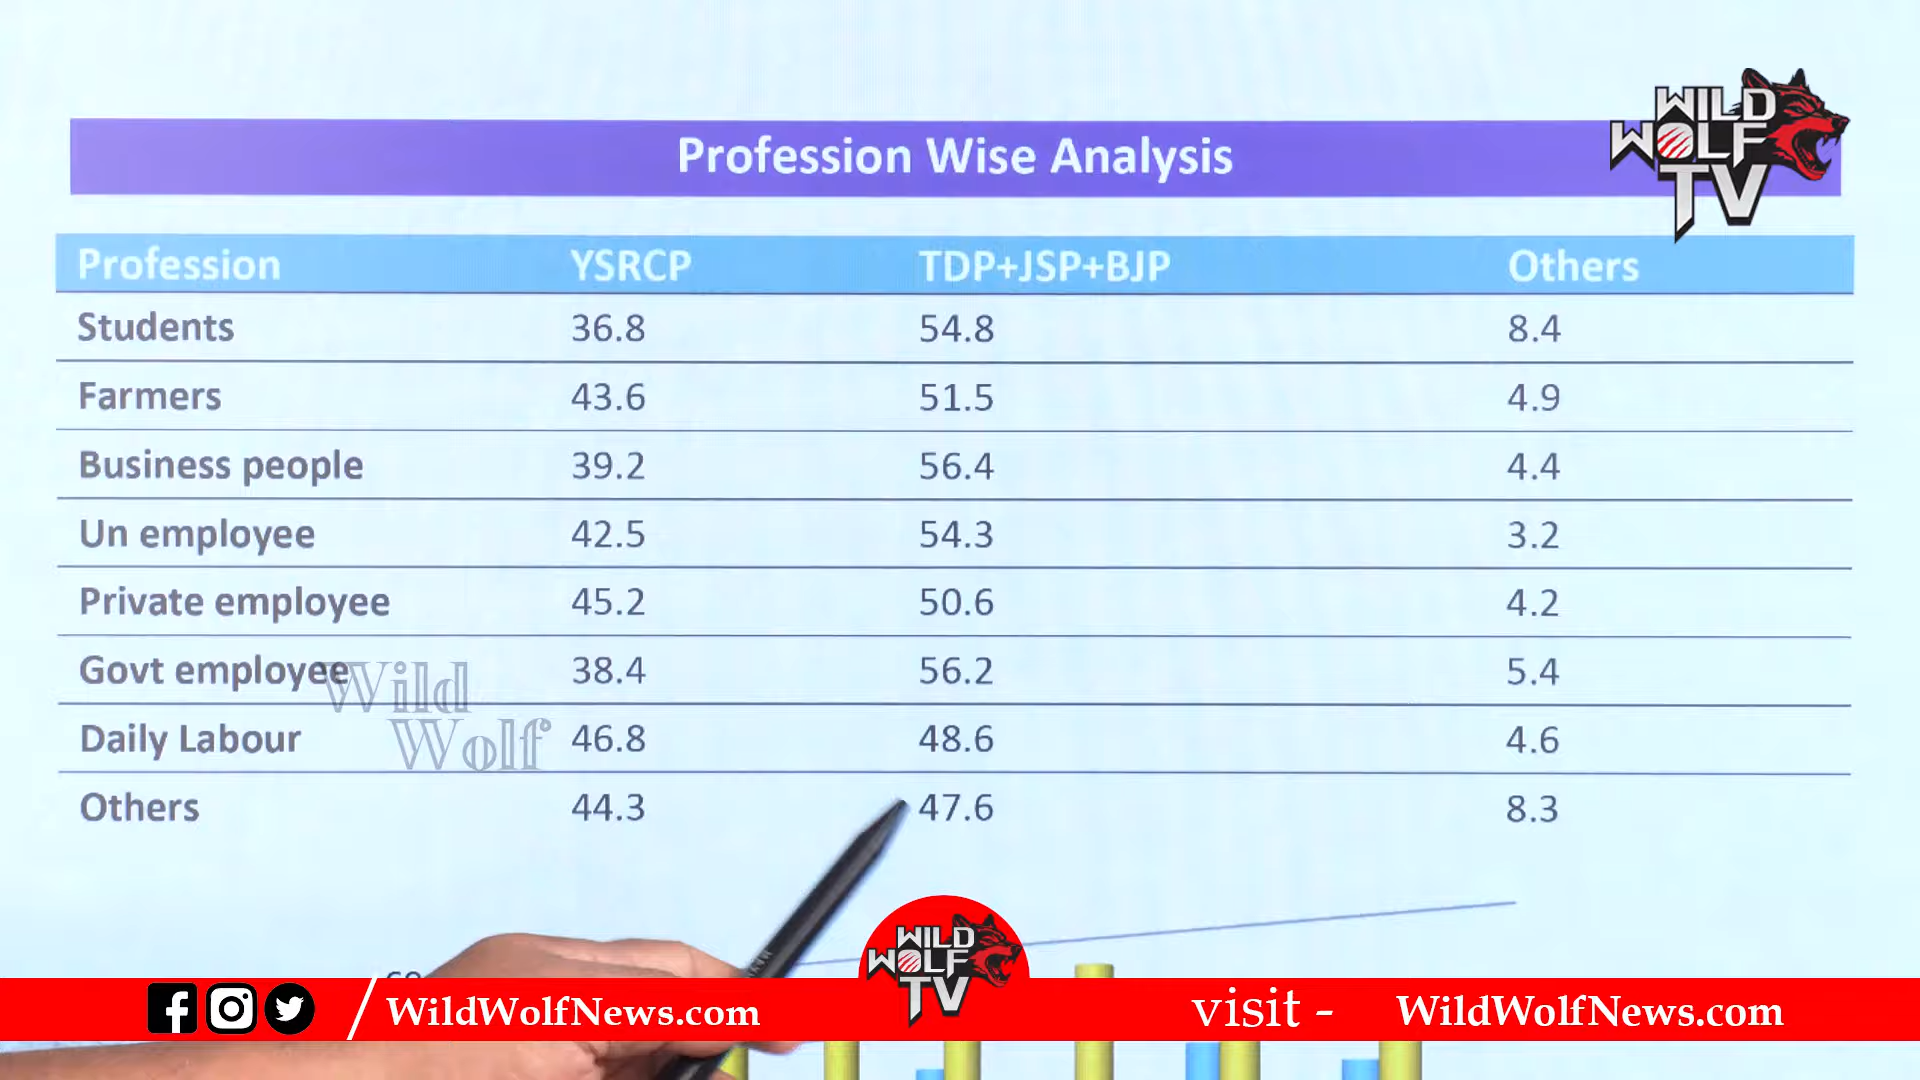 WILD
WOLF
TV
Profession Wise Analysis
Profession YSRCP TDP+JSP+BJP Others
Students 36.8 54.8 8.4
Farmers 43.6 51.5 4.9
Business people 39.2 56.4 4.4
Un employee 42.5 54.3 3.2
Private employee 45.2 50.6 4.2
Govt employee 38.4 56.2 5.4
Wild
Daily Labour 46.8 48.6 4.6
Wolf
Others 44.3 47.6 8.3
WILD
WOLF
TV
WildWolfNews.com visit - WildWolfNews.com